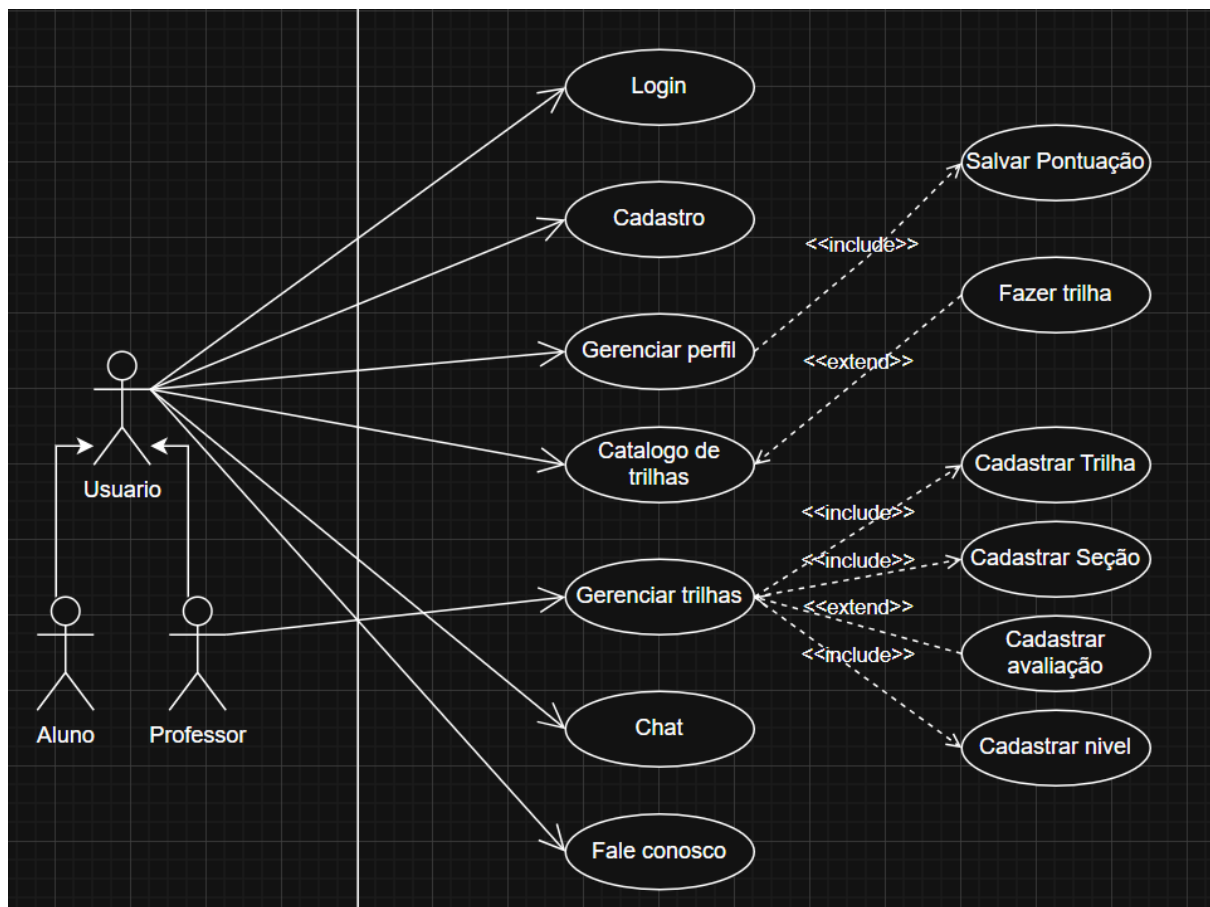 Login
Salvar Pontuação
Cadastro
<<include>>
Fazer trilha
Gerenciar perfil
<<extend>>
Catalogo de
trilhas
Cadastrar Trilha
Usuario
<<include>>
<<include>>
Cadastrar Seção
Gerenciar trilhas
<<extend>>
Cadastrar
avaliação
<<include>>
Aluno
Professor
Chat
Cadastrar nivel
Fale conosco